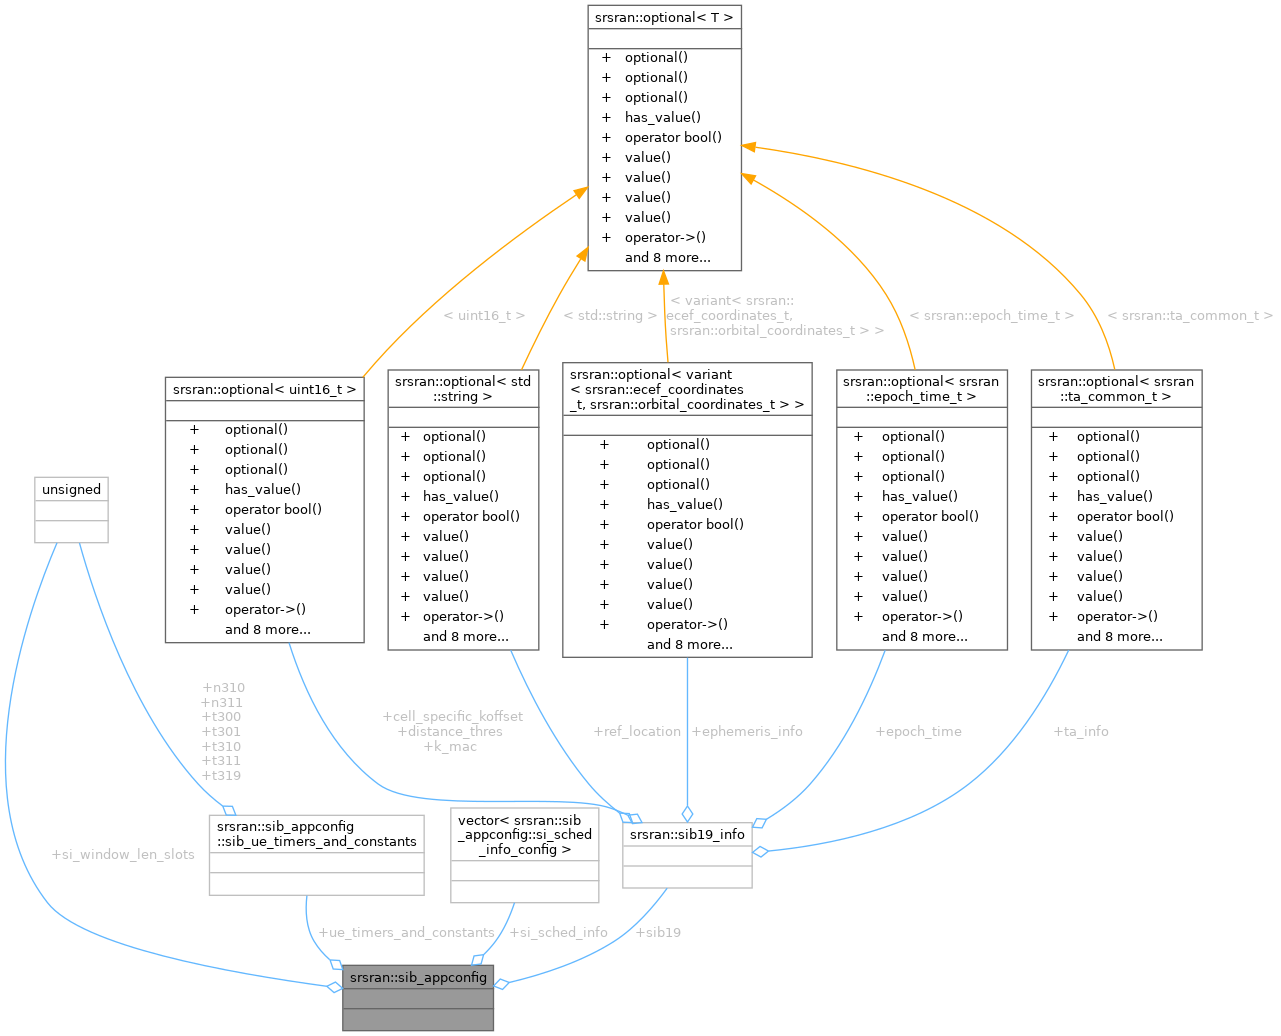 srsran::optional< T >
+ optional()
+ optional()
+ optional()
+ has_value()
+ operator bool()
+ value()
+ value()
+ value()
+ value()
+ operator->()
and 8 more...
< uint16_t >
< std::string >
< variant< srsran::
ecef_coordinates_t,
srsran::orbital_coordinates_t > >
< srsran::epoch_time_t >
< srsran::ta_common_t >
srsran::optional< uint16_t >
+ optional()
+ optional()
+ optional()
+ has_value()
+ operator bool()
+ value()
+ value()
+ value()
+ value()
+ operator->()
and 8 more...
srsran::optional< std
::string >
+ optional()
+ optional()
+ optional()
+ has_value()
+ operator bool()
+ value()
+ value()
+ value()
+ value()
+ operator->()
and 8 more...
srsran::optional< variant
< srsran::ecef_coordinates
_t, srsran::orbital_coordinates_t > >
+ optional()
+ optional()
+ optional()
+ has_value()
+ operator bool()
+ value()
+ value()
+ value()
+ value()
+ operator->()
and 8 more...
srsran::optional< srsran
::epoch_time_t >
+ optional()
+ optional()
+ optional()
+ has_value()
+ operator bool()
+ value()
+ value()
+ value()
+ value()
+ operator->()
and 8 more...
srsran::optional< srsran
::ta_common_t >
+ optional()
+ optional()
+ optional()
+ has_value()
+ operator bool()
+ value()
+ value()
+ value()
+ value()
+ operator->()
and 8 more...
unsigned
+n310
+n311
+t300
+t301
+t310
+t311
+t319
+cell_specific_koffset
+distance_thres
+k_mac
+ref_location
+ephemeris_info
+epoch_time
+ta_info
+si_window_len_slots
srsran::sib_appconfig
::sib_ue_timers_and_constants
vector< srsran::sib
_appconfig::si_sched
_info_config >
srsran::sib19_info
+ue_timers_and_constants
+si_sched_info
+sib19
srsran::sib_appconfig